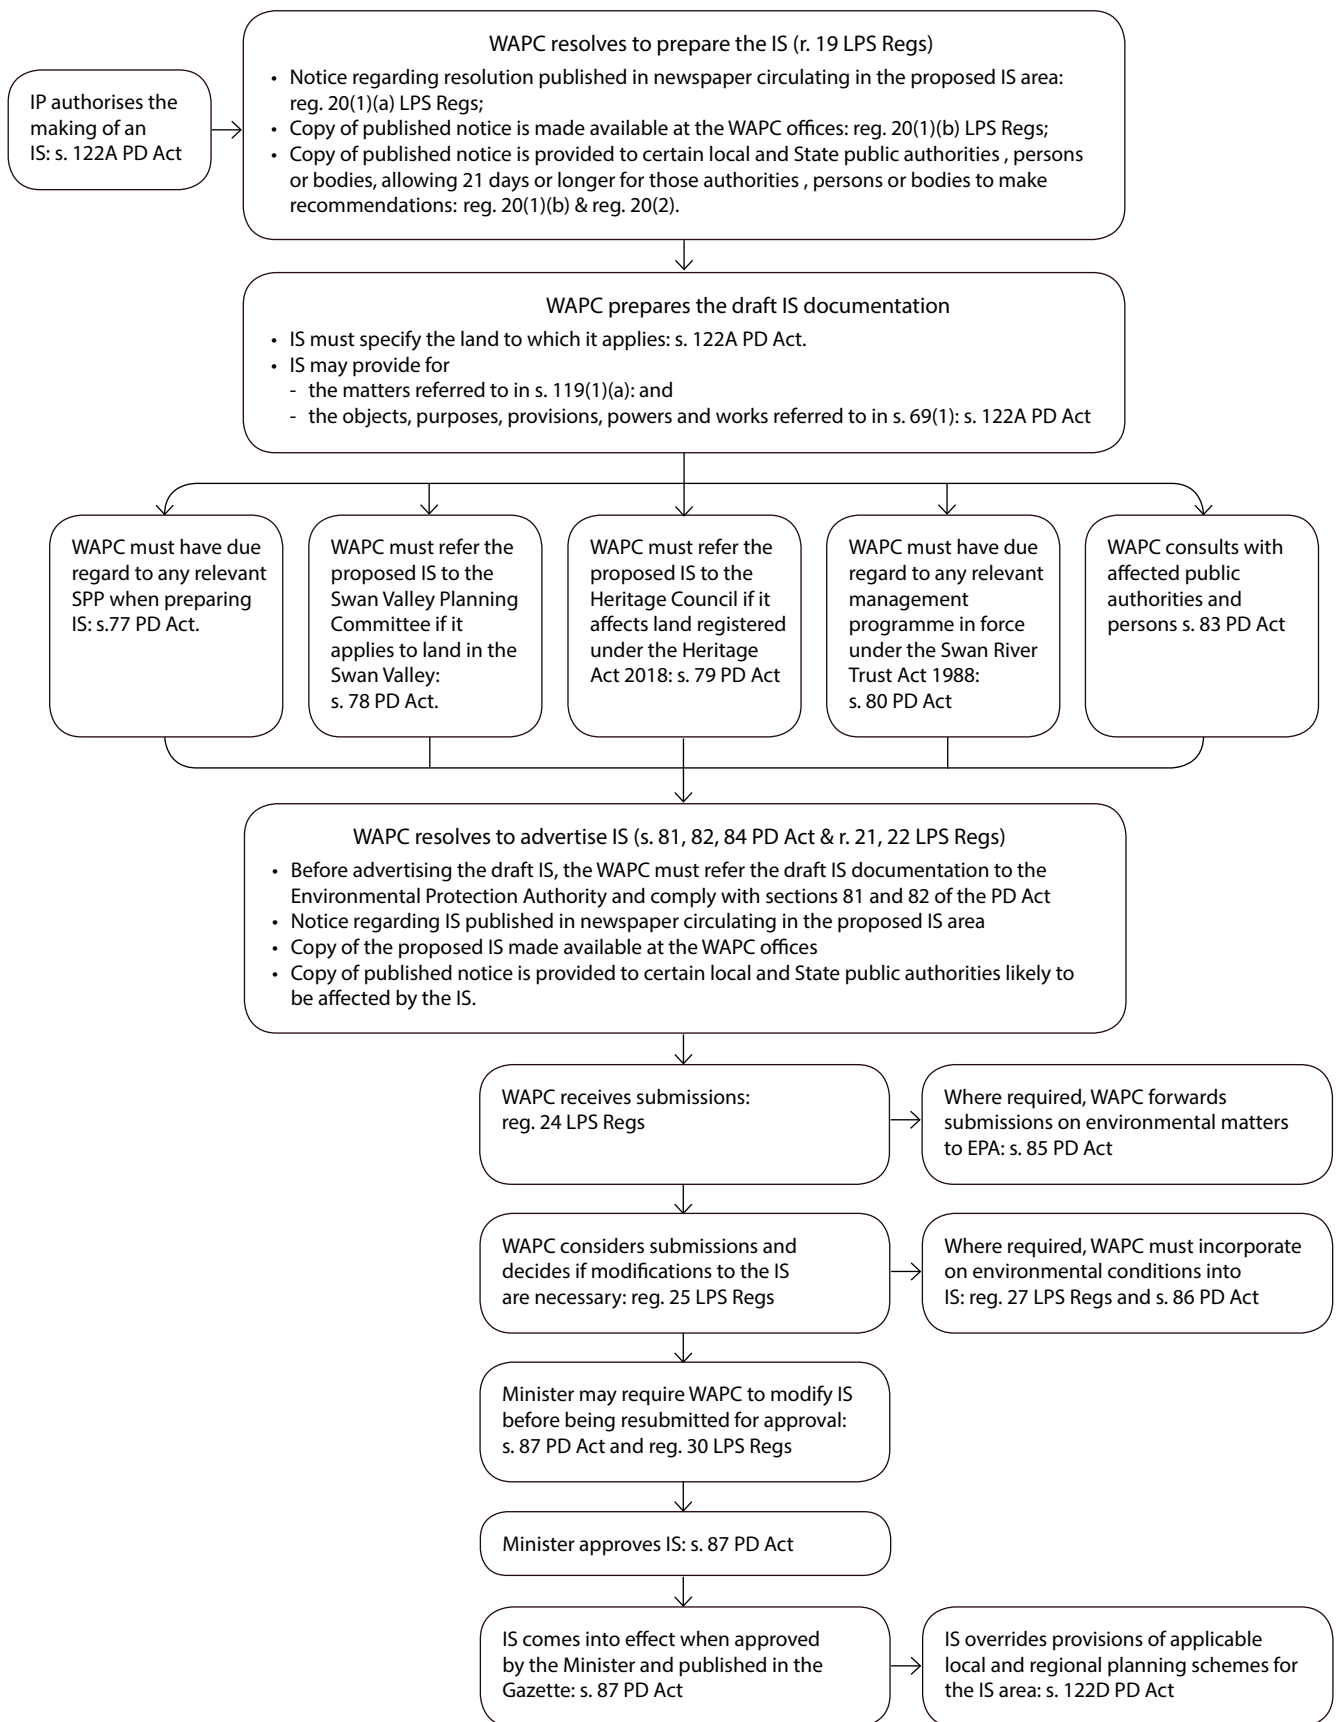 IP authorises the
making of an
IS: s. 122A PD Act
WAPC resolves to prepare the IS (r. 19 LPS Regs)
• Notice regarding resolution published in newspaper circulating in the proposed IS area:
reg. 20(1)(a) LPS Regs;
• Copy of published notice is made available at the WAPC offices: reg. 20(1)(b) LPS Regs;
• Copy of published notice is provided to certain local and State public authorities , persons
or bodies, allowing 21 days or longer for those authorities , persons or bodies to make
recommendations: reg. 20(1)(b) & reg. 20(2).
WAPC prepares the draft IS documentation
• IS must specify the land to which it applies: s. 122A PD Act.
• IS may provide for
- the matters referred to in s. 119(1)(a): and
- the objects, purposes, provisions, powers and works referred to in s. 69(1): s. 122A PD Act
WAPC must have due
regard to any relevant
SPP when preparing
IS: s.77 PD Act.
WAPC must refer the
proposed IS to the
Swan Valley Planning
Committee if it
applies to land in the
Swan Valley:
s. 78 PD Act.
WAPC must refer the
proposed IS to the
Heritage Council if it
affects land registered
under the Heritage
Act 2018: s. 79 PD Act
WAPC must have due
regard to any relevant
management
programme in force
under the Swan River
Trust Act 1988:
s. 80 PD Act
WAPC consults with
affected public
authorities and
persons s. 83 PD Act
WAPC resolves to advertise IS (s. 81, 82, 84 PD Act & r. 21, 22 LPS Regs)
• Before advertising the draft IS, the WAPC must refer the draft IS documentation to the
Environmental Protection Authority and comply with sections 81 and 82 of the PD Act
• Notice regarding IS published in newspaper circulating in the proposed IS area
• Copy of the proposed IS made available at the WAPC offices
• Copy of published notice is provided to certain local and State public authorities likely to
be affected by the IS.
WAPC receives submissions:
reg. 24 LPS Regs
Where required, WAPC forwards
submissions on environmental matters
to EPA: s. 85 PD Act
WAPC considers submissions and
decides if modifications to the IS
are necessary: reg. 25 LPS Regs
Where required, WAPC must incorporate
on environmental conditions into
IS: reg. 27 LPS Regs and s. 86 PD Act
Minister may require WAPC to modify IS
before being resubmitted for approval:
s. 87 PD Act and reg. 30 LPS Regs
Minister approves IS: s. 87 PD Act
IS comes into effect when approved
by the Minister and published in the
Gazette: s. 87 PD Act
IS overrides provisions of applicable
local and regional planning schemes for
the IS area: s. 122D PD Act